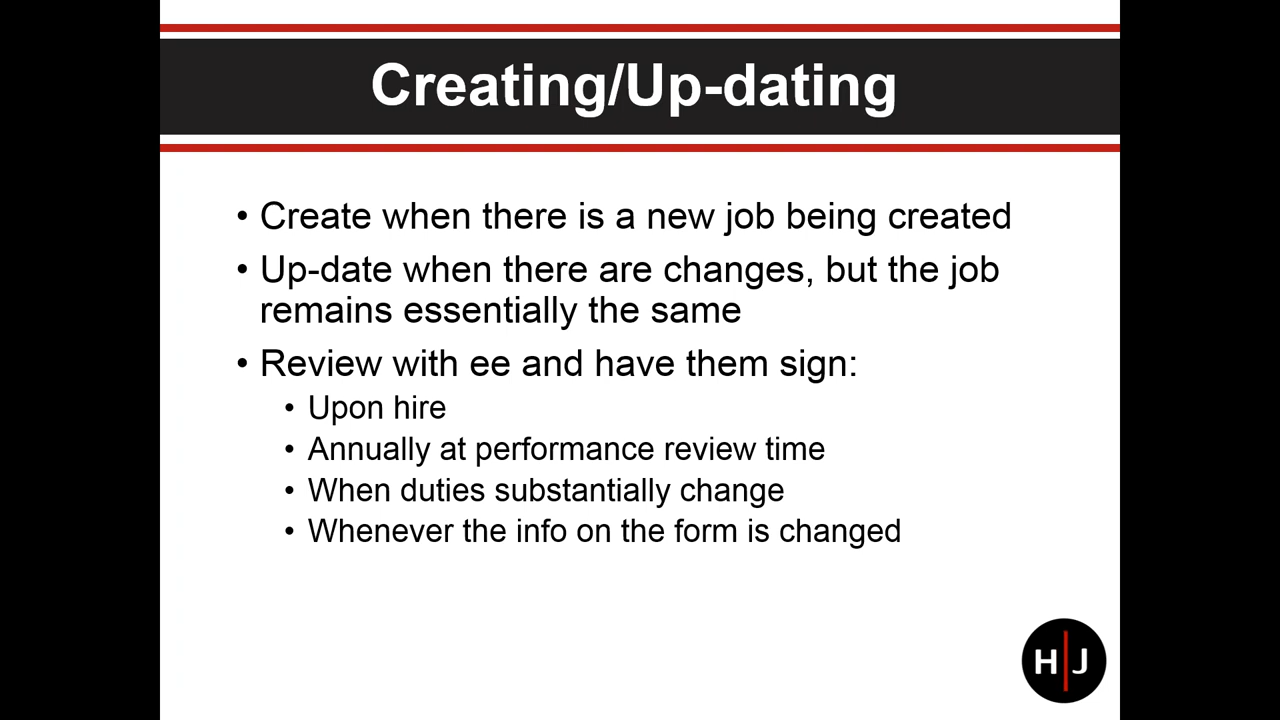 Creating/Up-dating
• Create when there is a new job being created
• Up-date when there are changes, but the job
remains essentially the same
• Review with ee and have them sign:
• Upon hire
• Annually at performance review time
• When duties substantially change
• Whenever the info on the form is changed
H|J